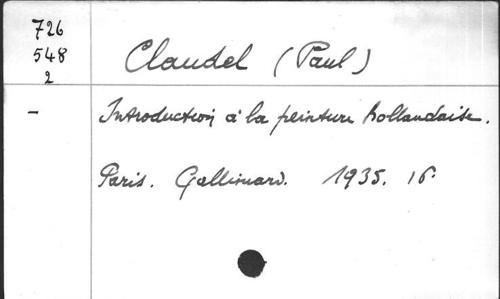 726
548
2
Claudel (Paul)
- Introduction à la peinture hollandaise.
Paris. Gallimard. 1935. 16°